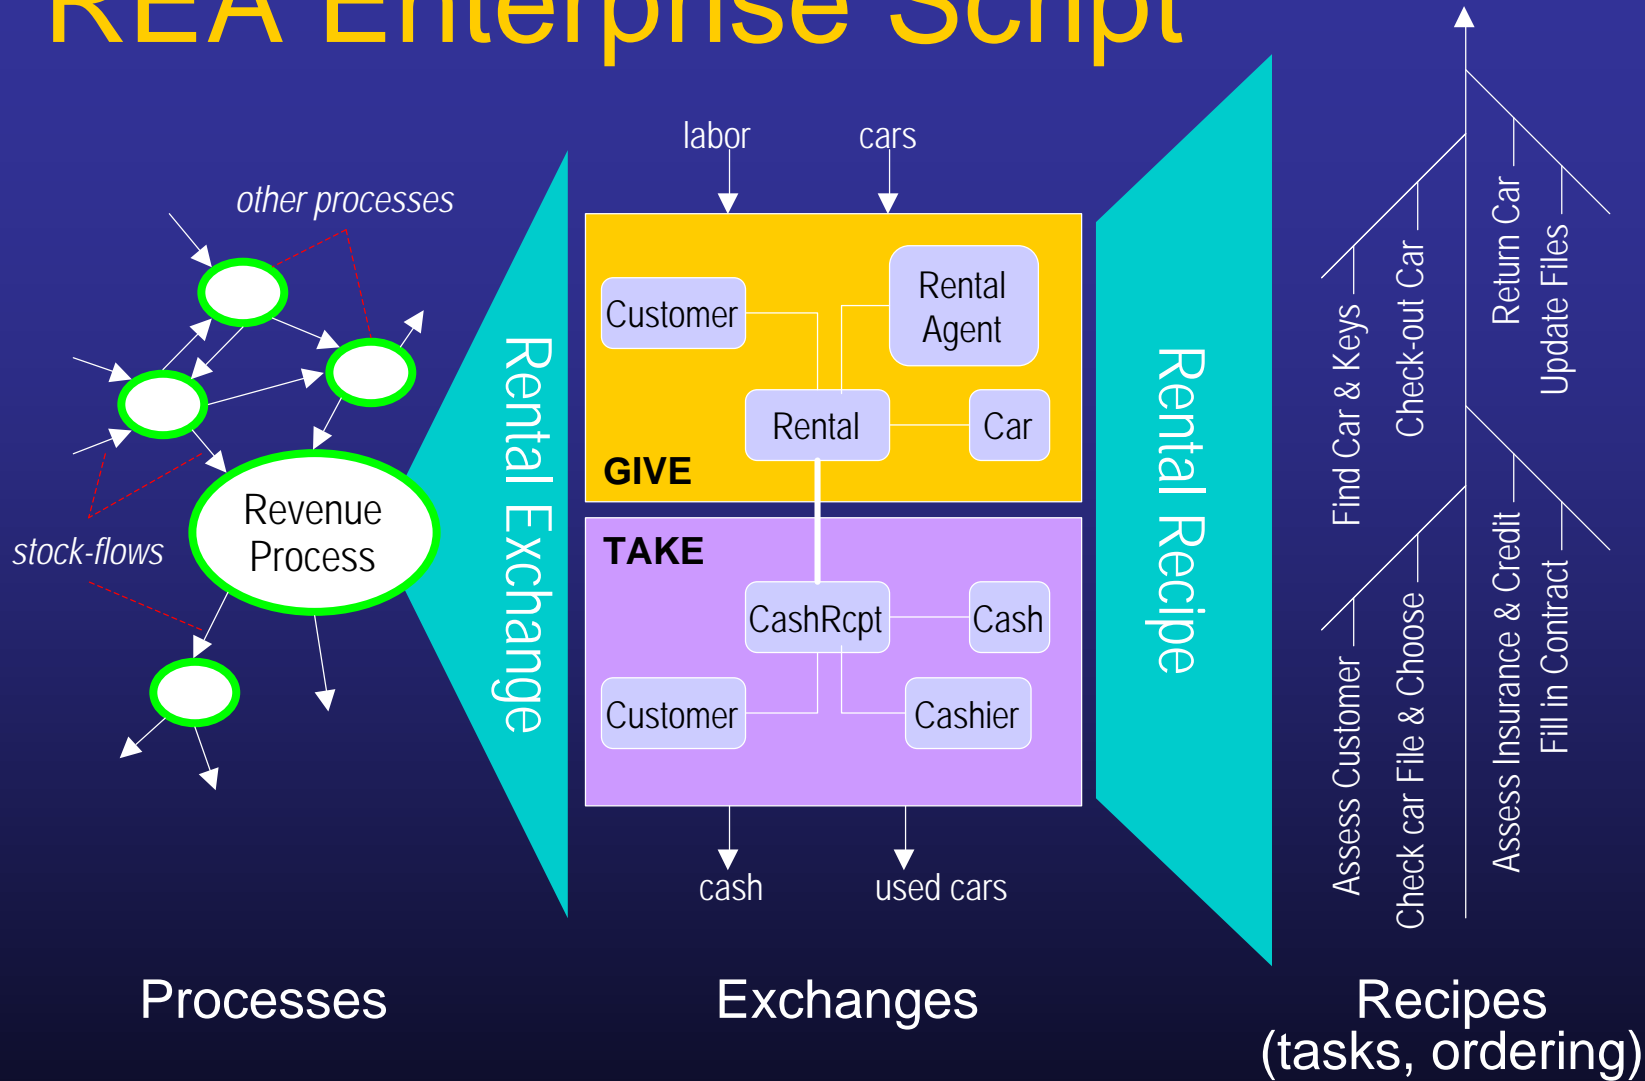 REA Enterprise Script
other processes
stock-flows
Revenue
Process
Rental Exchange
labor
cars
Customer
Rental
Agent
Rental
Car
GIVE
TAKE
CashRcpt
Cash
Customer
Cashier
cash
used cars
Rental Recipe
Find Car & Keys
Check-out Car
Return Car
Update Files
Assess Customer
Check car File & Choose
Assess Insurance & Credit
Fill in Contract
Processes
Exchanges
Recipes
(tasks, ordering)